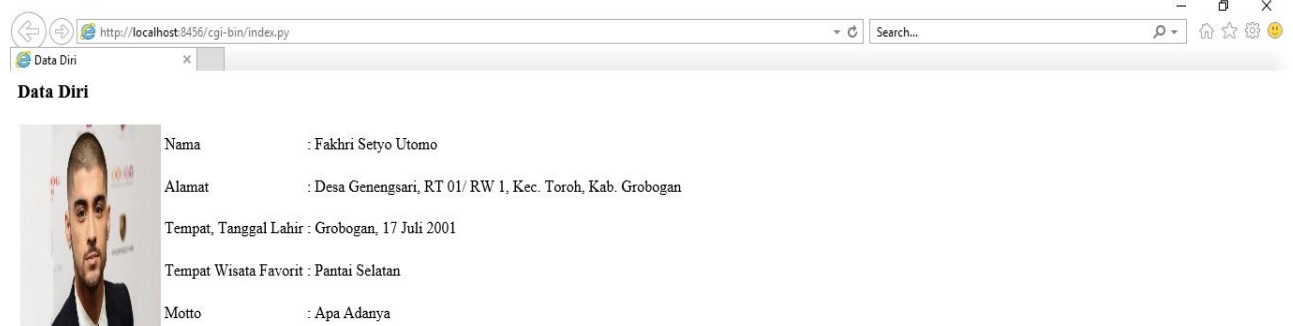 http://localhost:8456/cgi-bin/index.py
Search...
Data Diri
Data Diri
Nama : Fakhri Setyo Utomo
Alamat : Desa Genengsari, RT 01/ RW 1, Kec. Toroh, Kab. Grobogan
Tempat, Tanggal Lahir : Grobogan, 17 Juli 2001
Tempat Wisata Favorit : Pantai Selatan
Motto : Apa Adanya